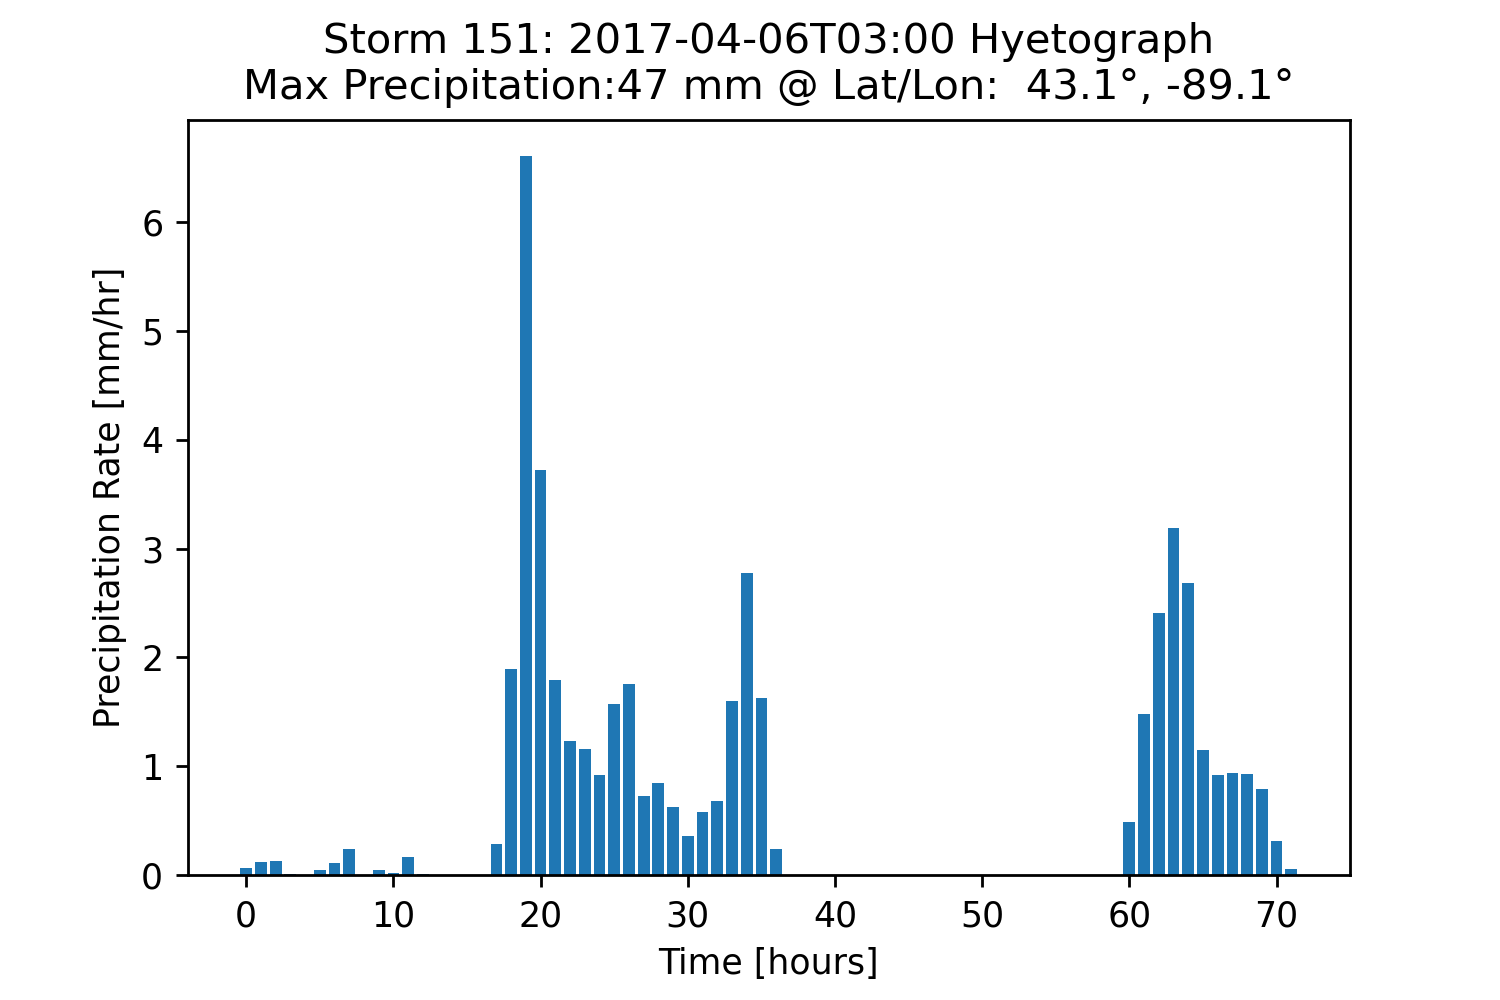 Storm 151: 2017-04-06T03:00 Hyetograph
Max Precipitation:47 mm @ Lat/Lon:  43.1°, -89.1°
Precipitation Rate [mm/hr]
6
5
4
3
2
1
0
0 10 20 30 40 50 60 70
Time [hours]